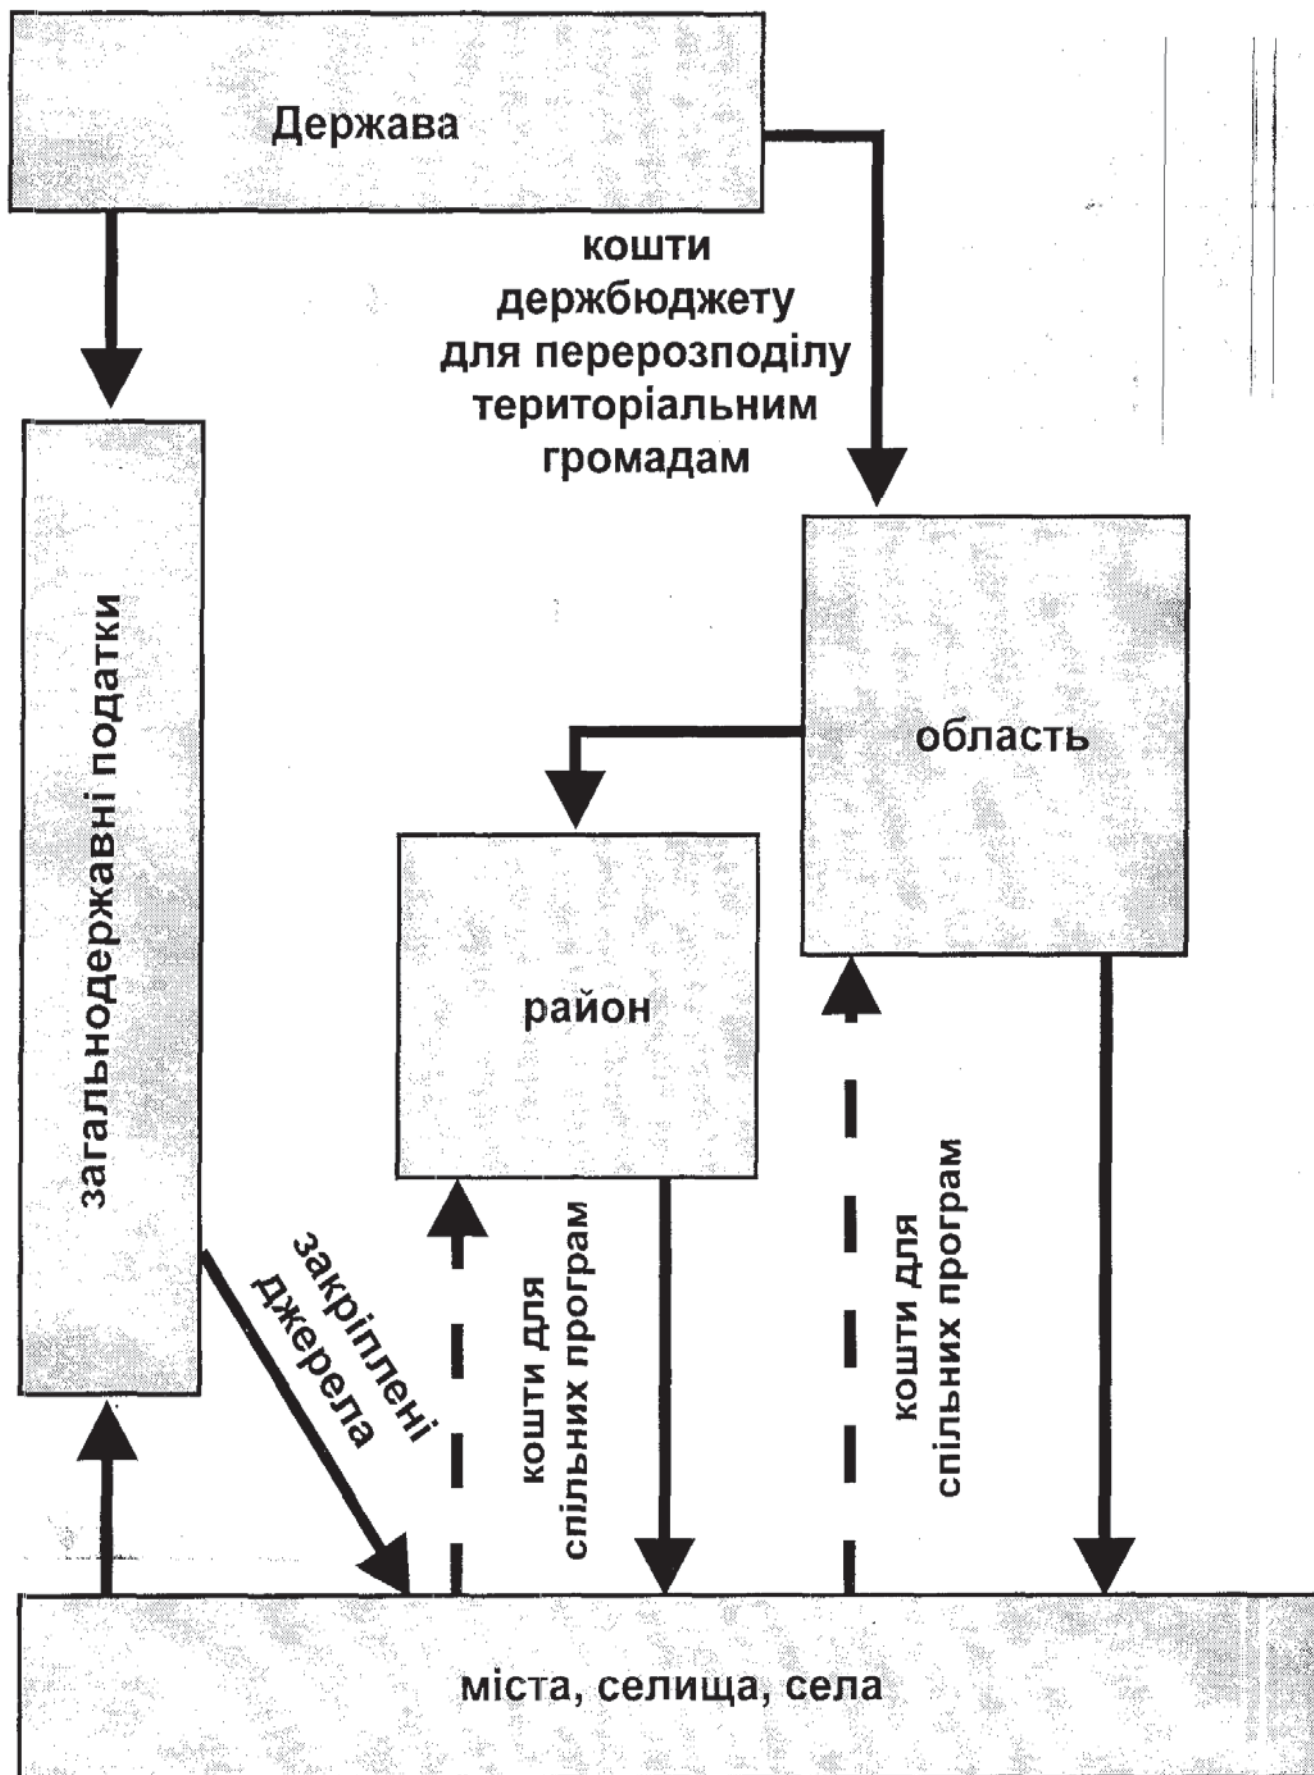 Держава
кошти
держбюджету
для перерозподілу
територіальним
громадам
загальнодержавні податки
область
район
закріплені
джерела
кошти для
спільних програм
кошти для
спільних програм
міста, селища, села